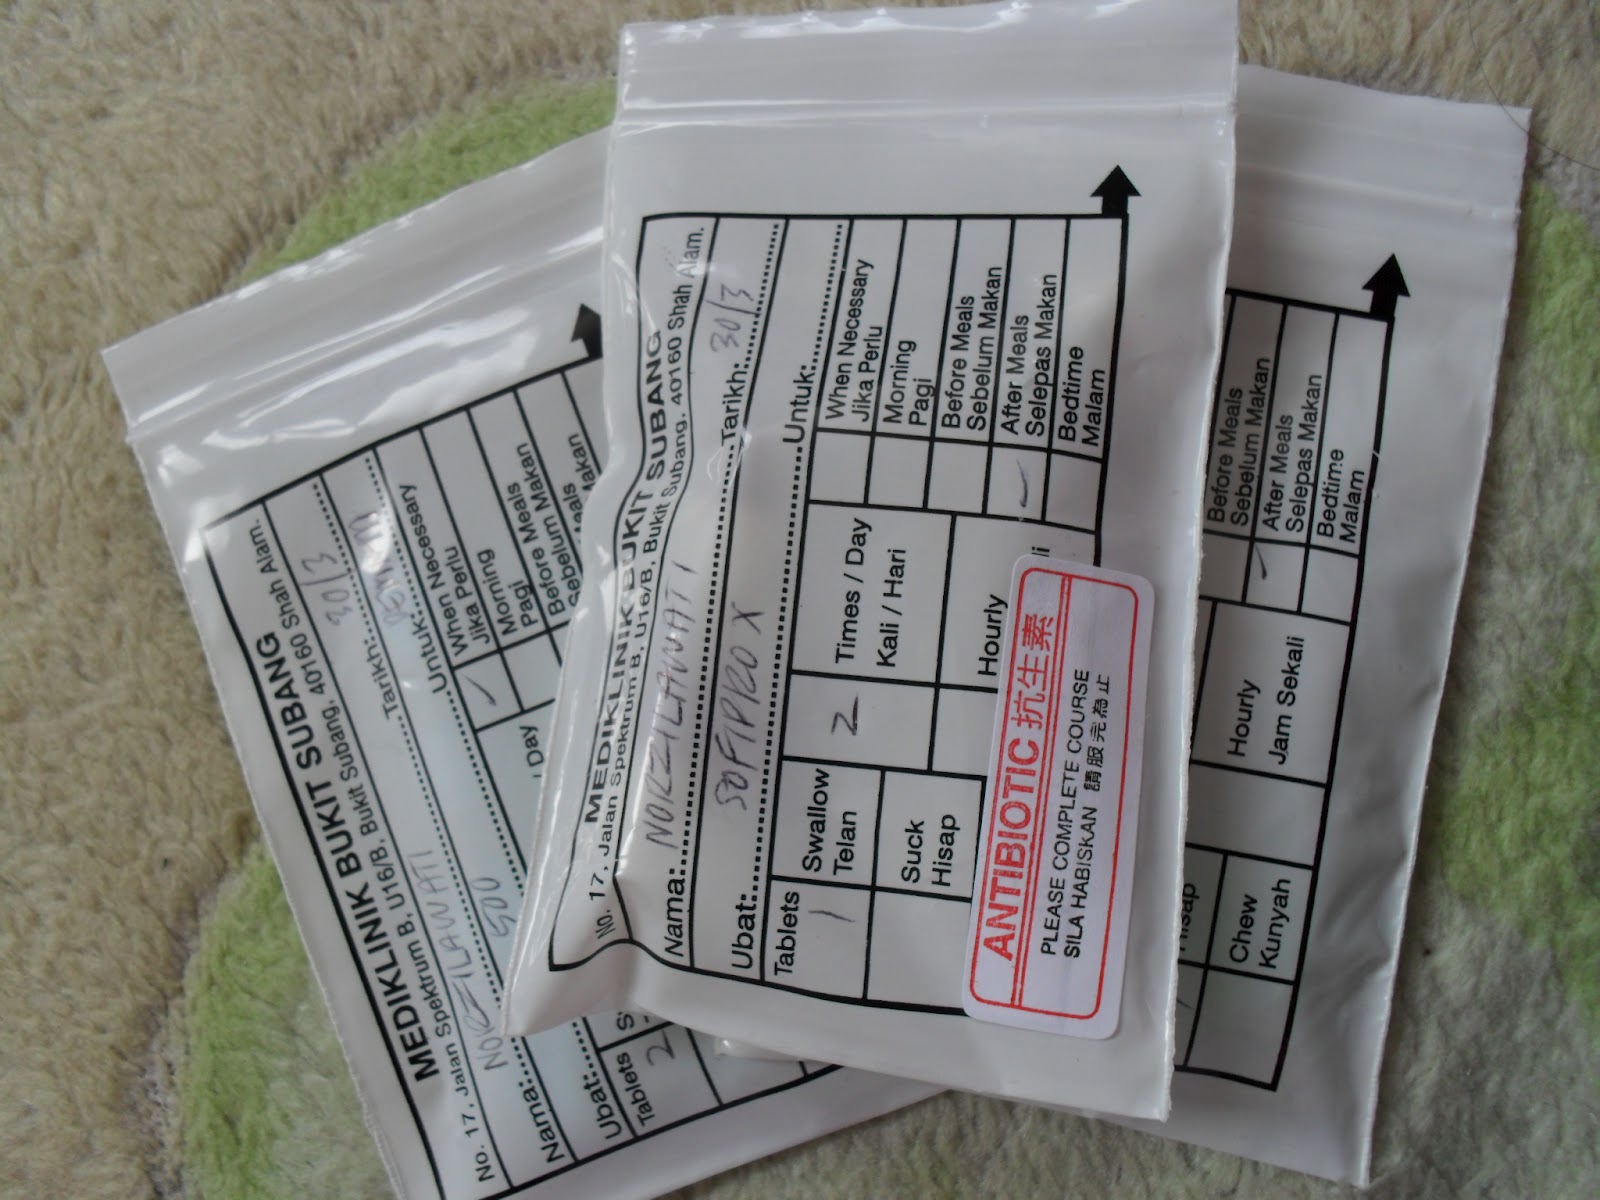 MEDIKLINIK BUKIT SUBANG
No. 17, Jalan Spektrum B, U16/B, Bukit Subang, 40160 Shah Alam.
Nama: NORZILAWATI Tarikh: 30/3
Ubat: 500 Untuk:
Tablets
2
Day
When Necessary
Jika Perlu
Morning
Pagi
Before Meals
Sebelum Makan
Makan
MEDIKLINIK BUKIT SUBANG
No. 17, Jalan Spektrum B, U16/B, Bukit Subang, 40160 Shah Alam.
Nama: NORZILAWATI Tarikh: 30/3
Ubat: SOFIPROX Untuk:
Tablets
1
Swallow
Telan
2
Times / Day
Kali / Hari
When Necessary
Jika Perlu
Morning
Pagi
Suck
Hisap
Hourly
Before Meals
Sebelum Makan
After Meals
Selepas Makan
Bedtime
Malam
ANTIBIOTIC 抗生素
PLEASE COMPLETE COURSE
SILA HABISKAN 請服完為止
Before Meals
Sebelum Makan
After Meals
Selepas Makan
Bedtime
Malam
Hourly
Jam Sekali
Chew
Kunyah